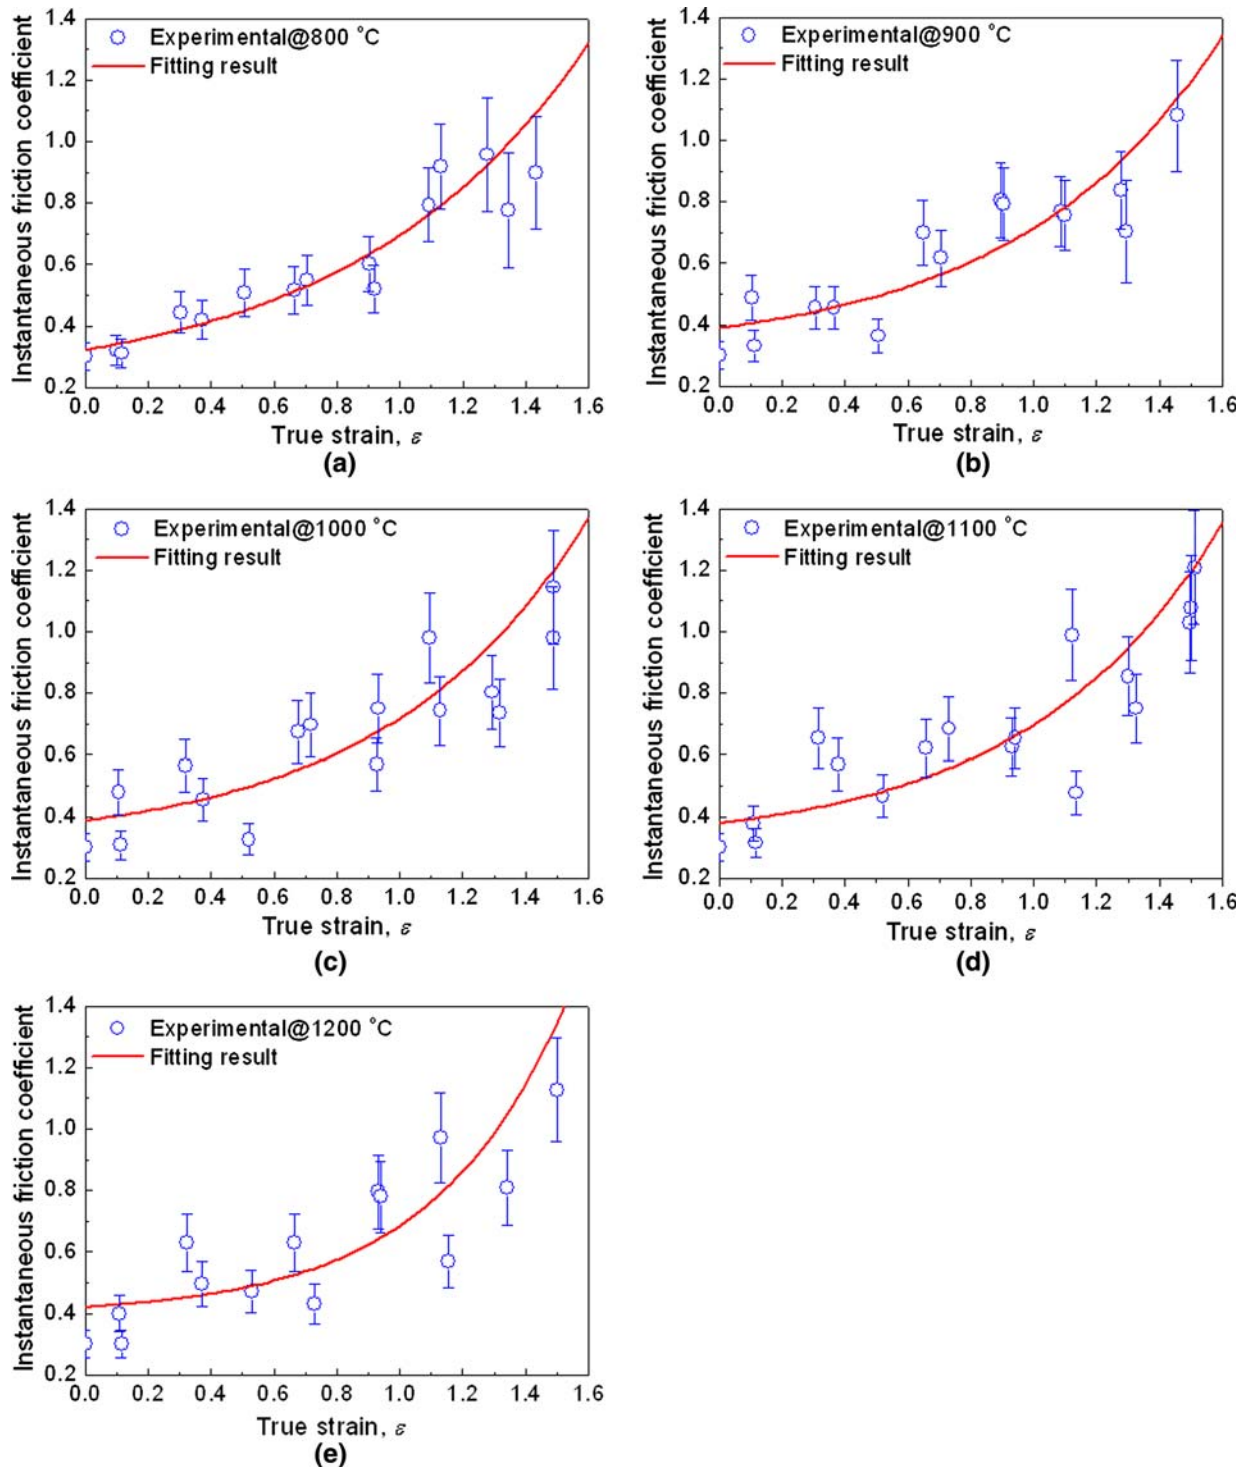 Instantaneous friction coefficient
1.4
1.2
1.0
0.8
0.6
0.4
0.2
Experimental@800 °C
Fitting result
0.0 0.2 0.4 0.6 0.8 1.0 1.2 1.4 1.6
True strain, ε
(a)
Instantaneous friction coefficient
1.4
1.2
1.0
0.8
0.6
0.4
0.2
Experimental@900 °C
Fitting result
0.0 0.2 0.4 0.6 0.8 1.0 1.2 1.4 1.6
True strain, ε
(b)
Instantaneous friction coefficient
1.4
1.2
1.0
0.8
0.6
0.4
0.2
Experimental@1000 °C
Fitting result
0.0 0.2 0.4 0.6 0.8 1.0 1.2 1.4 1.6
True strain, ε
(c)
Instantaneous friction coefficient
1.4
1.2
1.0
0.8
0.6
0.4
0.2
Experimental@1100 °C
Fitting result
0.0 0.2 0.4 0.6 0.8 1.0 1.2 1.4 1.6
True strain, ε
(d)
Instantaneous friction coefficient
1.4
1.2
1.0
0.8
0.6
0.4
0.2
Experimental@1200 °C
Fitting result
0.0 0.2 0.4 0.6 0.8 1.0 1.2 1.4 1.6
True strain, ε
(e)